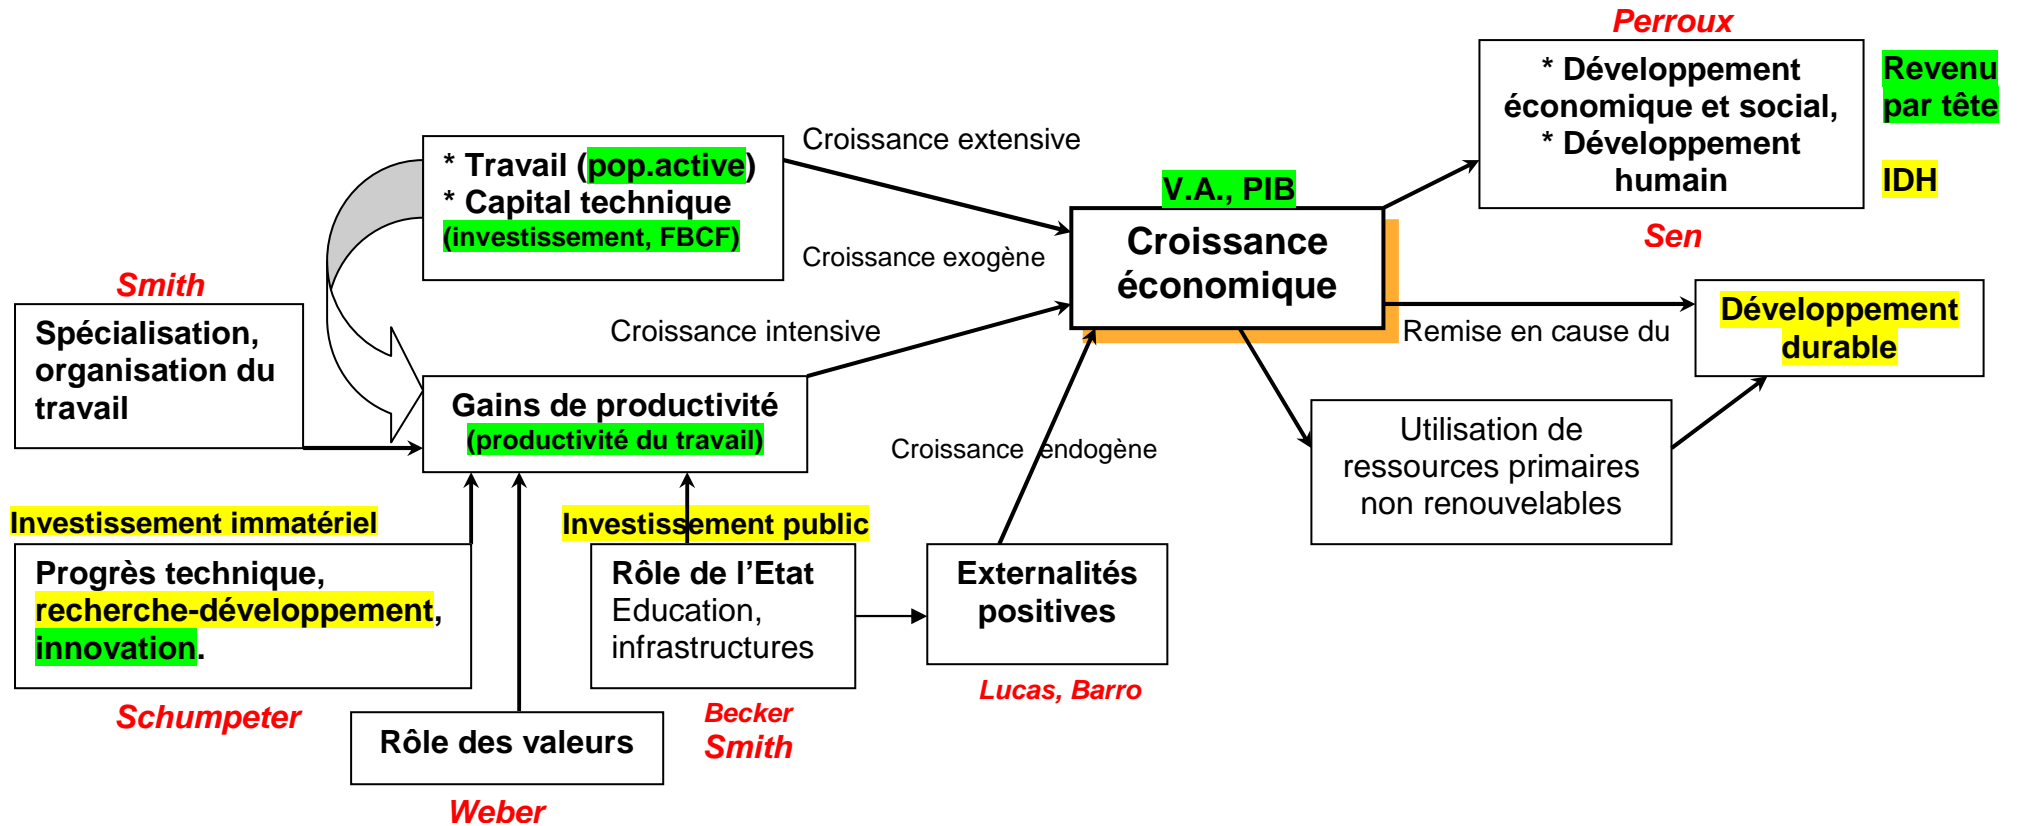 Perroux
* Développement
économique et social,
* Développement
humain
Revenu
par tête
IDH
Sen
Croissance extensive
* Travail (pop.active)
* Capital technique
(investissement, FBCF)
V.A., PIB
Croissance
économique
Croissance exogène
Smith
Spécialisation,
organisation du
travail
Croissance intensive
Remise en cause du
Développement
durable
Gains de productivité
(productivité du travail)
Croissance endogène
Utilisation de
ressources primaires
non renouvelables
Investissement immatériel
Progrès technique,
recherche-développement,
innovation.
Schumpeter
Investissement public
Rôle de l’Etat
Education,
infrastructures
Becker
Smith
Externalités
positives
Lucas, Barro
Rôle des valeurs
Weber